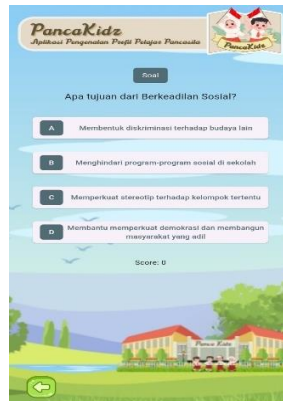 PancaKidz
Aplikasi Pengenalan Profil Pelajar Pancasila
PancaKidz
Soal
Apa tujuan dari Berkeadilan Sosial?
A Membentuk diskriminasi terhadap budaya lain
B Menghindari program-program sosial di sekolah
C Memperkuat stereotip terhadap kelompok tertentu
D Membantu memperkuat demokrasi dan membangun
masyarakat yang adil
Score: 0
Panca Kidz